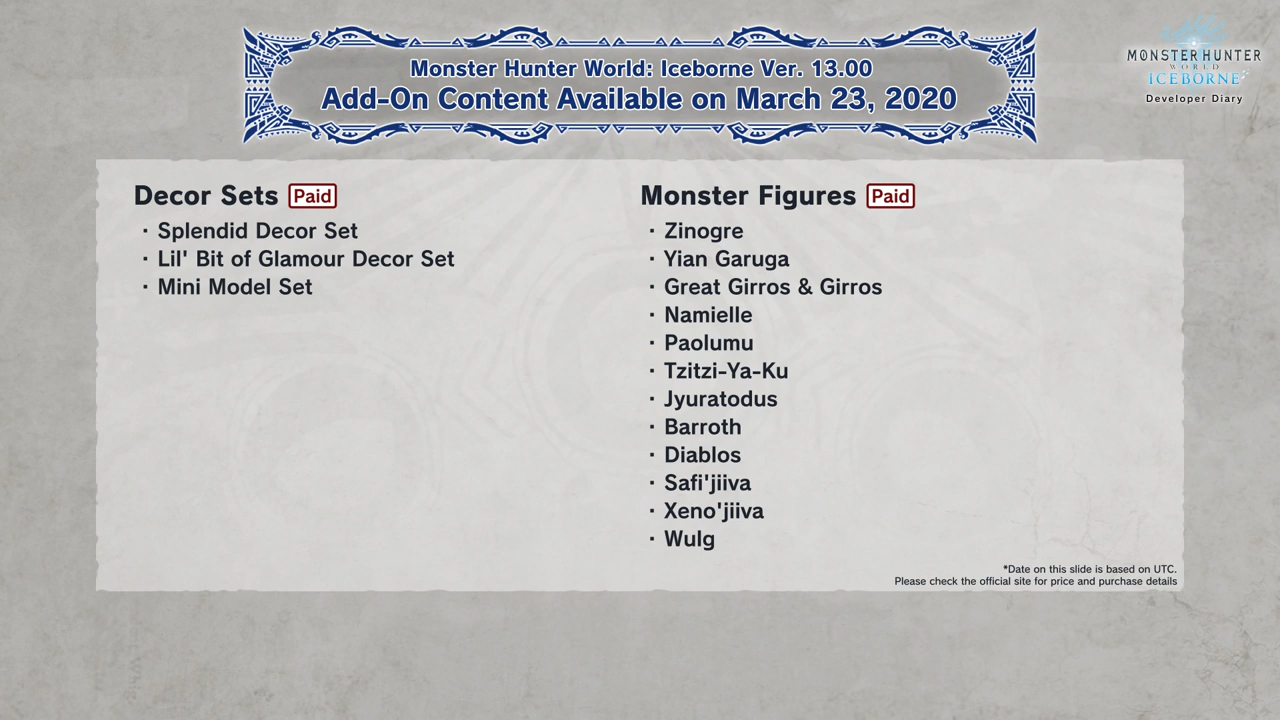 Monster Hunter World: Iceborne Ver. 13.00
Add-On Content Available on March 23, 2020
MONSTER HUNTER
WORLD
ICEBORNE
Developer Diary
Decor Sets Paid
· Splendid Decor Set
· Lil' Bit of Glamour Decor Set
· Mini Model Set
Monster Figures Paid
· Zinogre
· Yian Garuga
· Great Girros & Girros
· Namielle
· Paolumu
· Tzitzi-Ya-Ku
· Jyuratodus
· Barroth
· Diablos
· Safi'jiiva
· Xeno'jiiva
· Wulg
*Date on this slide is based on UTC.
Please check the official site for price and purchase details